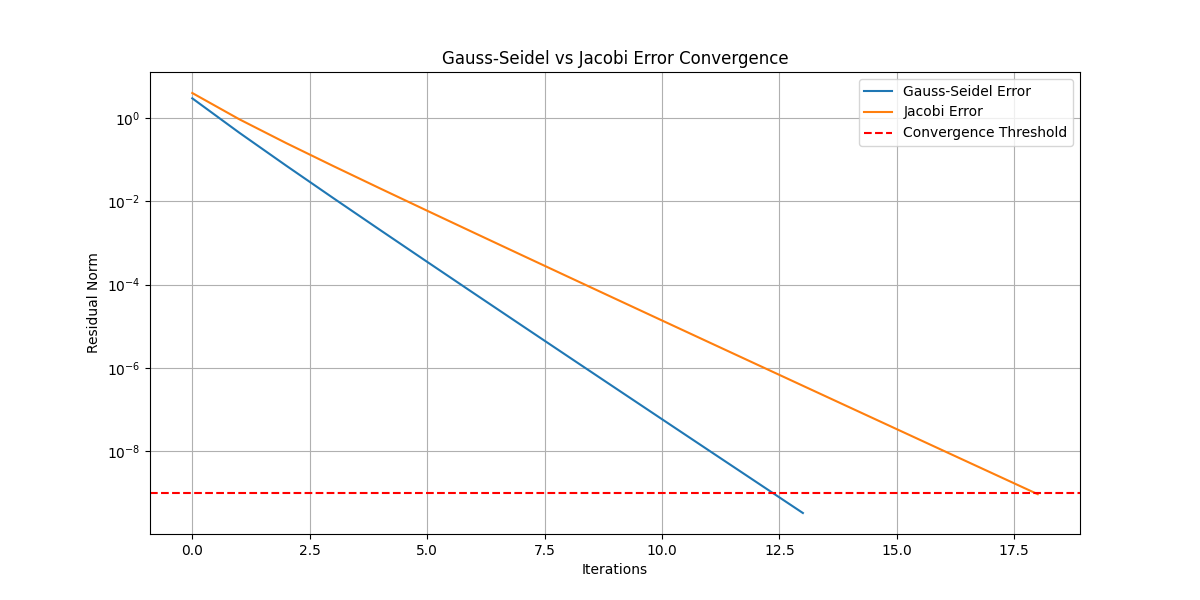 Gauss-Seidel vs Jacobi Error Convergence
Gauss-Seidel Error
Jacobi Error
Convergence Threshold
Residual Norm
10⁰
10⁻²
10⁻⁴
10⁻⁶
10⁻⁸
0.0 2.5 5.0 7.5 10.0 12.5 15.0 17.5
Iterations